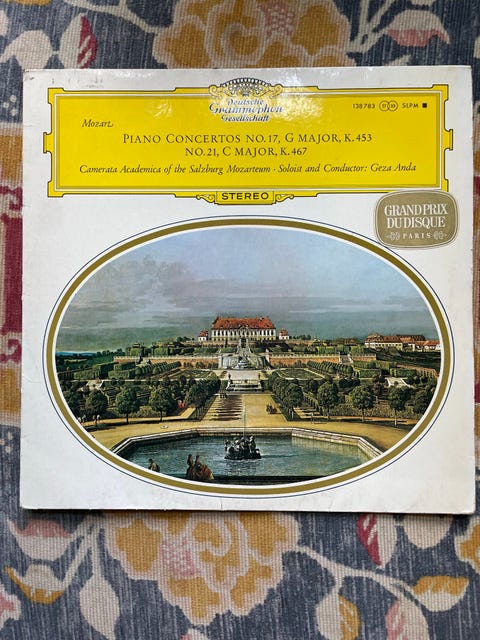 Deutsche
Grammophon
Gesellschaft
138 783 SLPM ■
Mozart
PIANO CONCERTOS NO. 17, G MAJOR, K. 453
NO. 21, C MAJOR, K. 467
Camerata Academica of the Salzburg Mozarteum · Soloist and Conductor: Geza Anda
STEREO
GRAND PRIX
DU DISQUE
PARIS